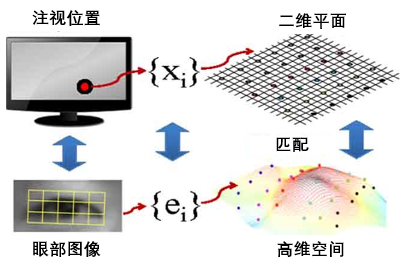 注视位置
二维平面
{xi}
匹配
{ei}
眼部图像
高维空间